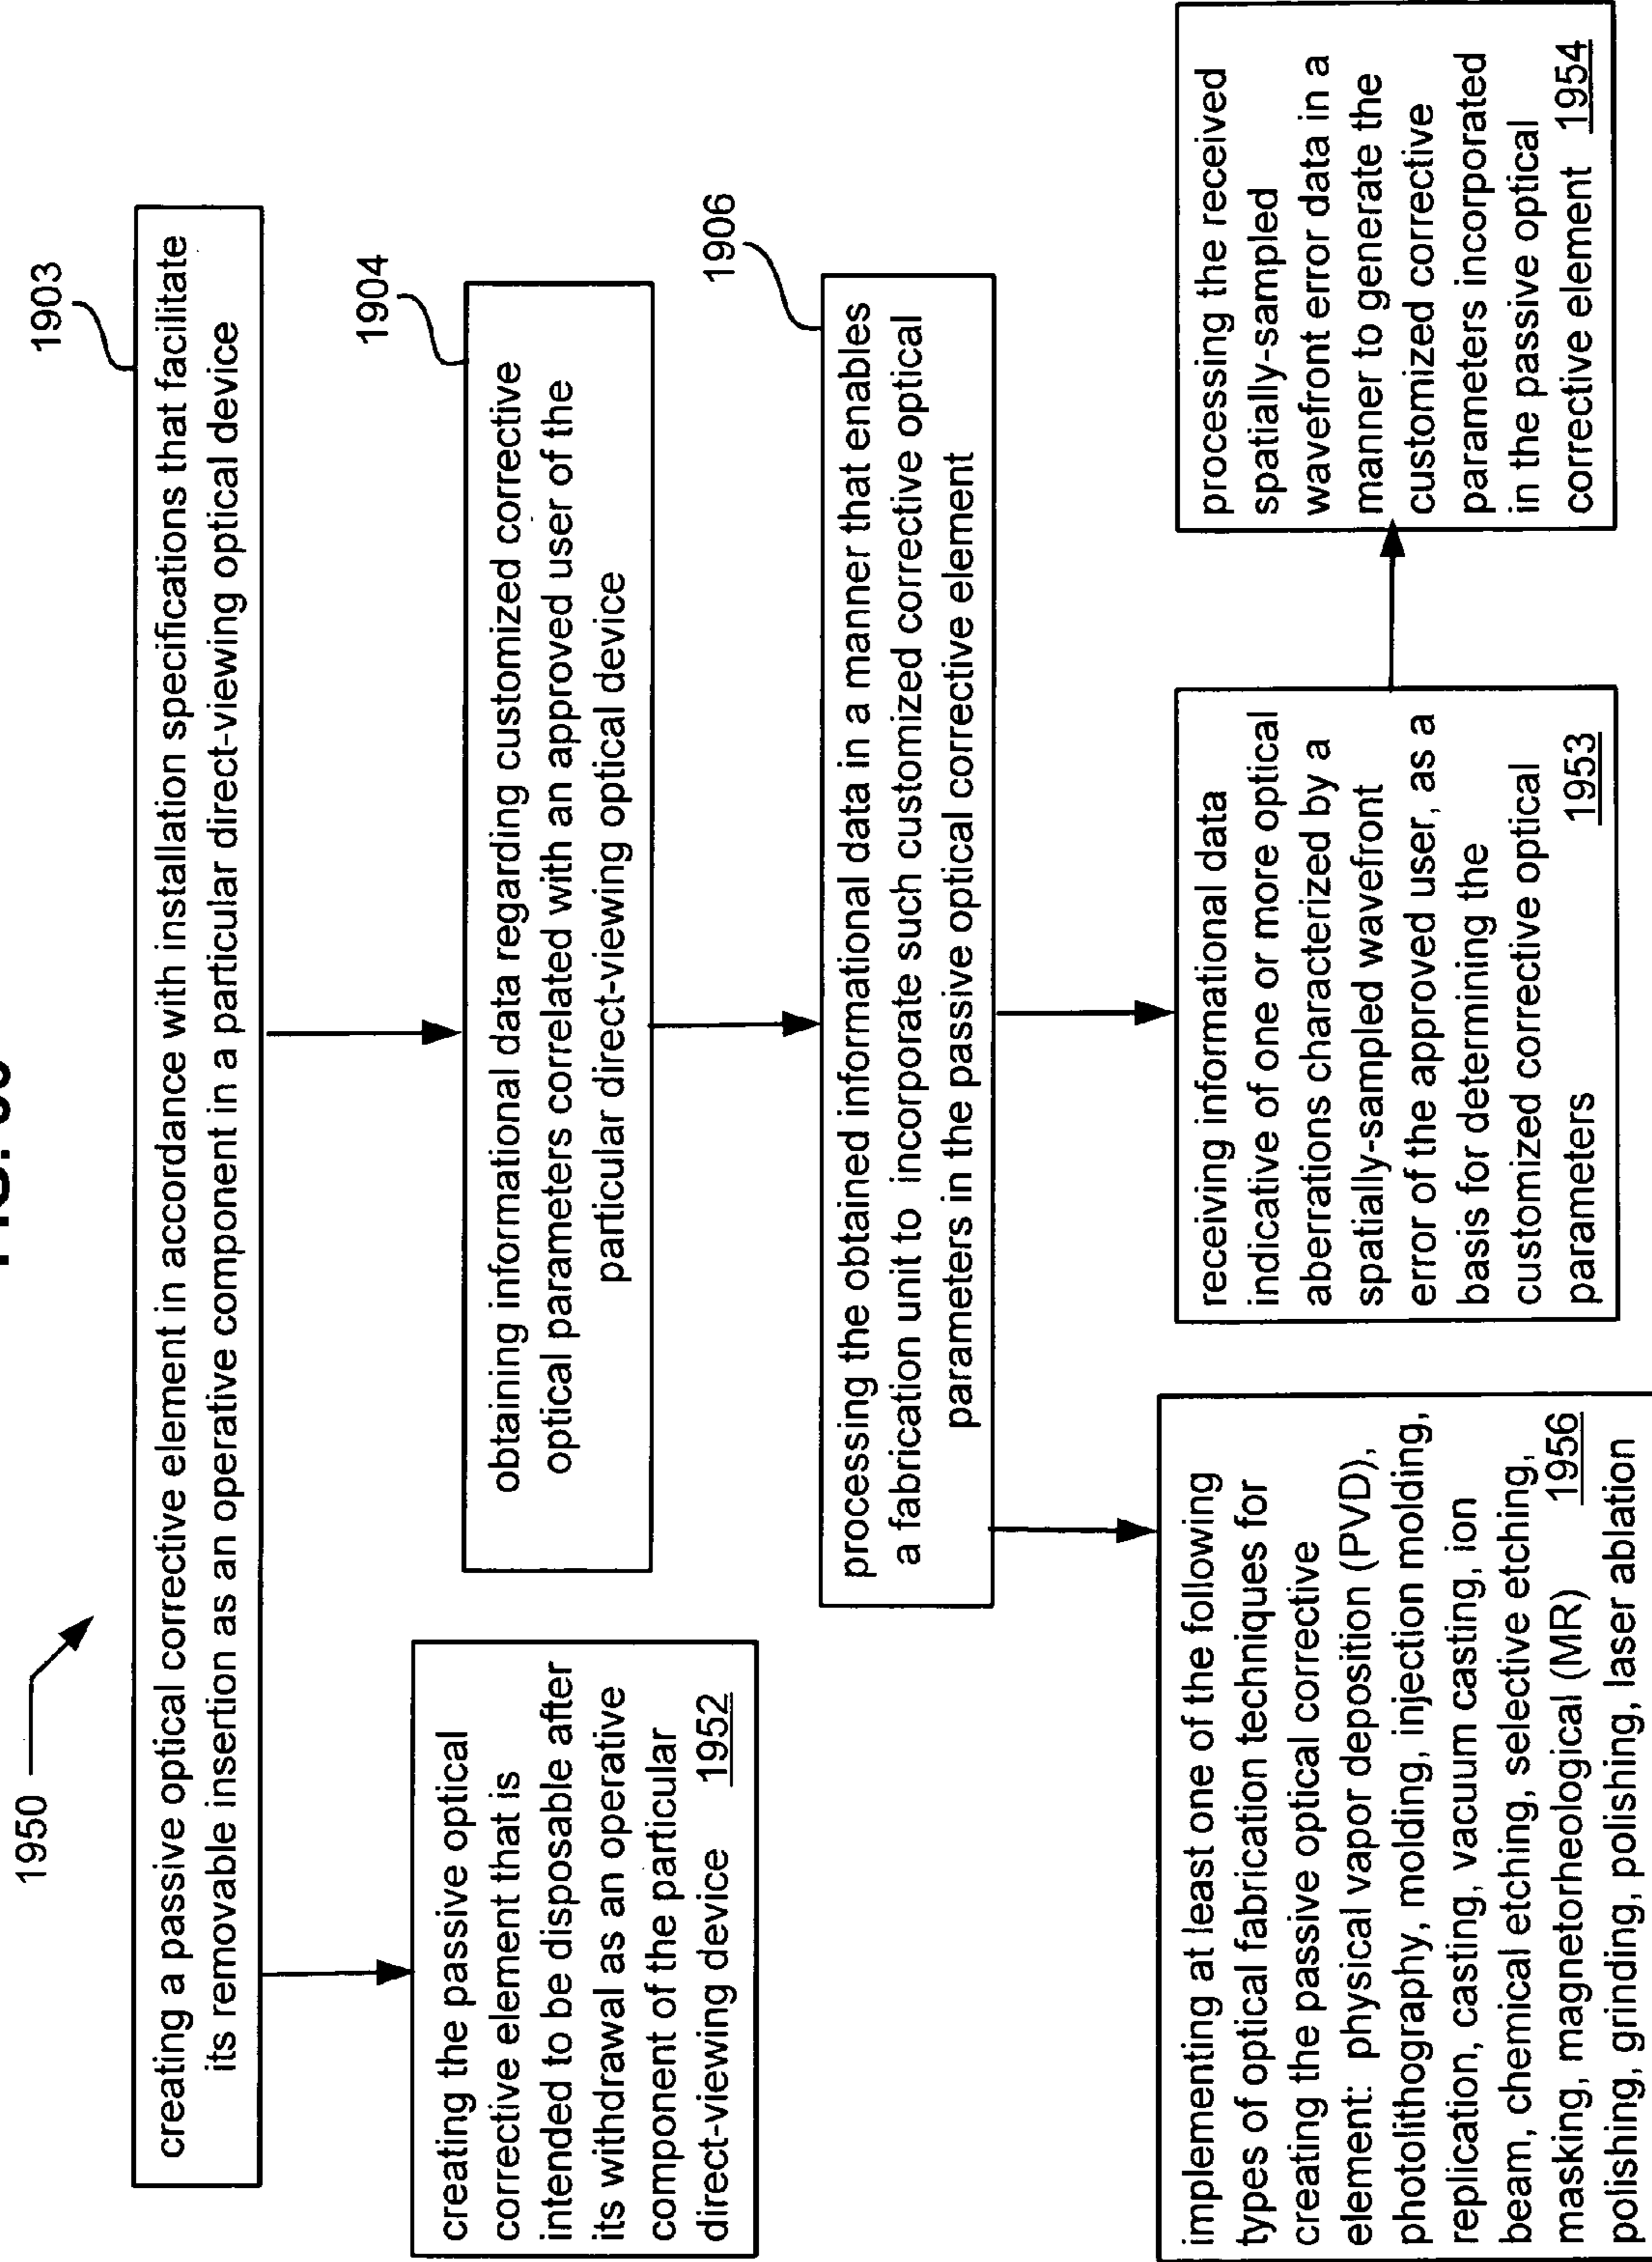 1950
1903
creating a passive optical corrective element in accordance with installation specifications that facilitate
its removable insertion as an operative component in a particular direct-viewing optical device
creating the passive optical
corrective element that is
intended to be disposable after
its withdrawal as an operative
component of the particular
direct-viewing device 1952
1904
obtaining informational data regarding customized corrective
optical parameters correlated with an approved user of the
particular direct-viewing optical device
1906
processing the obtained informational data in a manner that enables
a fabrication unit to incorporate such customized corrective optical
parameters in the passive optical corrective element
implementing at least one of the following
types of optical fabrication techniques for
creating the passive optical corrective
element: physical vapor deposition (PVD),
photolithography, molding, injection molding,
replication, casting, vacuum casting, ion
beam, chemical etching, selective etching,
masking, magnetorheological (MR) 1956
polishing, grinding, polishing, laser ablation
receiving informational data
indicative of one or more optical
aberrations characterized by a
spatially-sampled wavefront
error of the approved user, as a
basis for determining the
customized corrective optical
parameters 1953
processing the received
spatially-sampled
wavefront error data in a
manner to generate the
customized corrective
parameters incorporated
in the passive optical
corrective element 1954